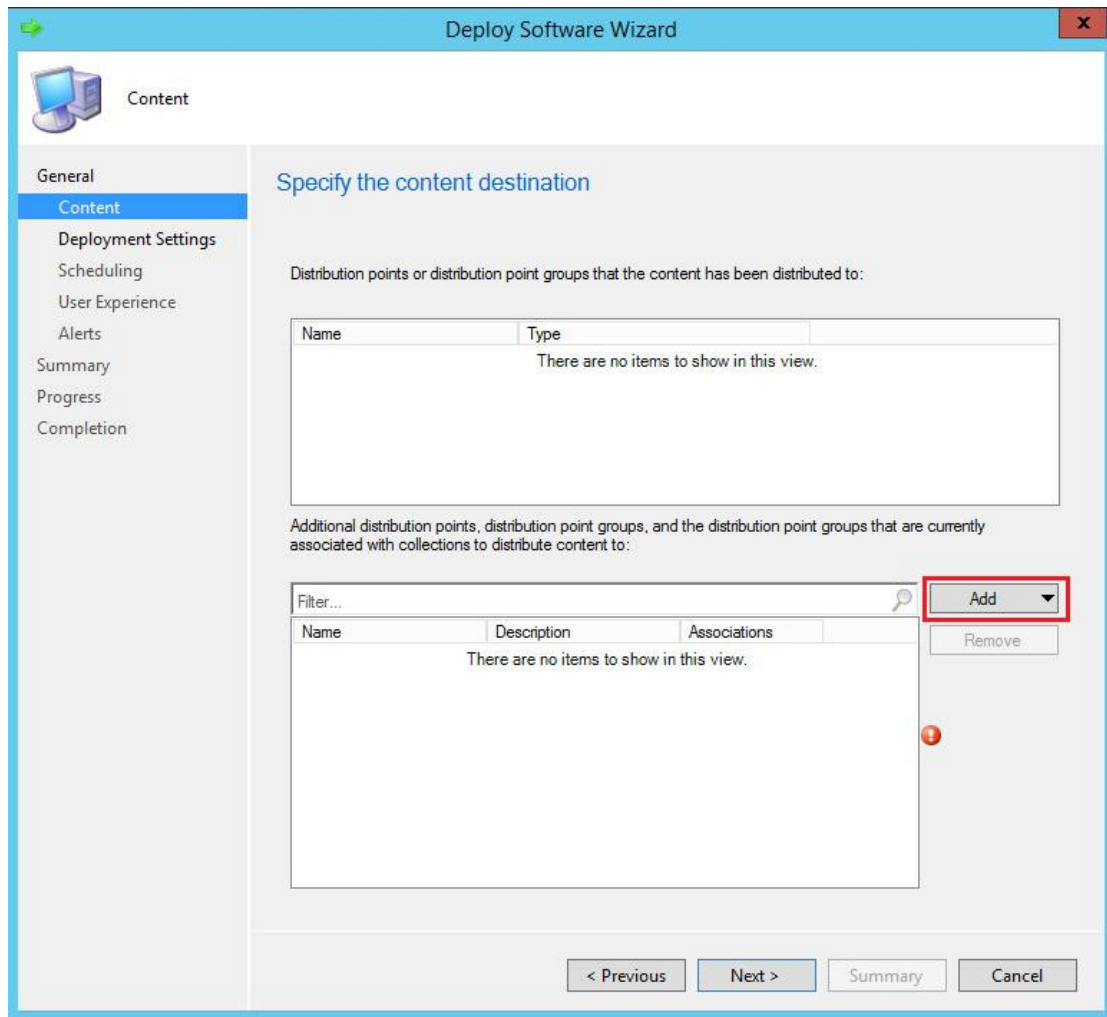 Deploy Software Wizard
x
Content
General
Content
Deployment Settings
Scheduling
User Experience
Alerts
Summary
Progress
Completion
Specify the content destination
Distribution points or distribution point groups that the content has been distributed to:
Name Type
There are no items to show in this view.
Additional distribution points, distribution point groups, and the distribution point groups that are currently
associated with collections to distribute content to:
Filter...
Add
Name Description Associations
Remove
There are no items to show in this view.
< Previous Next > Summary Cancel